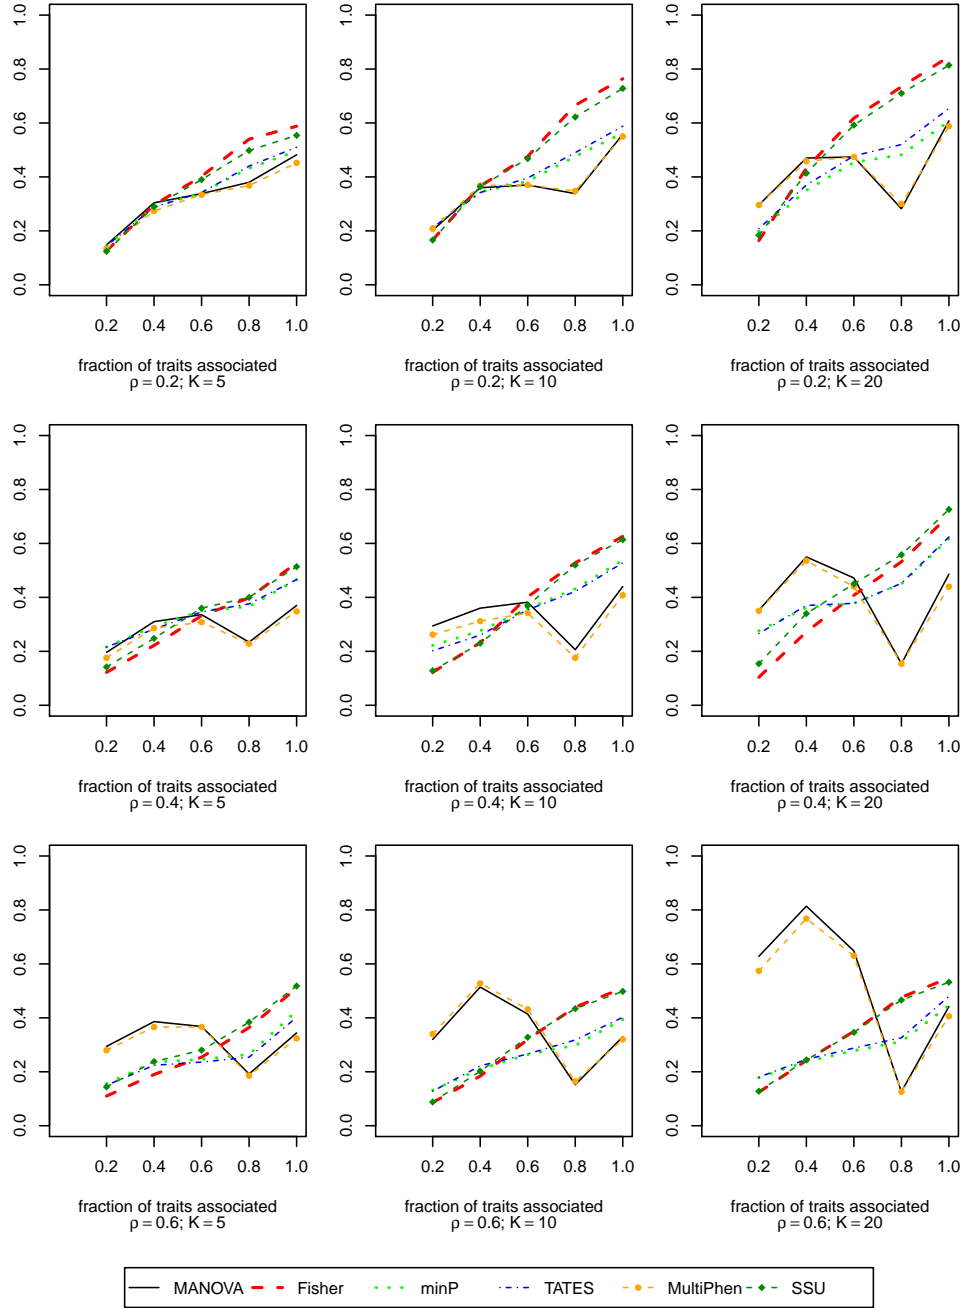 0.0 0.2 0.4 0.6 0.8 1.0
0.2 0.4 0.6 0.8 1.0
fraction of traits associated
ρ = 0.2; K = 5
0.0 0.2 0.4 0.6 0.8 1.0
0.2 0.4 0.6 0.8 1.0
fraction of traits associated
ρ = 0.2; K = 10
0.0 0.2 0.4 0.6 0.8 1.0
0.2 0.4 0.6 0.8 1.0
fraction of traits associated
ρ = 0.2; K = 20
0.0 0.2 0.4 0.6 0.8 1.0
0.2 0.4 0.6 0.8 1.0
fraction of traits associated
ρ = 0.4; K = 5
0.0 0.2 0.4 0.6 0.8 1.0
0.2 0.4 0.6 0.8 1.0
fraction of traits associated
ρ = 0.4; K = 10
0.0 0.2 0.4 0.6 0.8 1.0
0.2 0.4 0.6 0.8 1.0
fraction of traits associated
ρ = 0.4; K = 20
0.0 0.2 0.4 0.6 0.8 1.0
0.2 0.4 0.6 0.8 1.0
fraction of traits associated
ρ = 0.6; K = 5
0.0 0.2 0.4 0.6 0.8 1.0
0.2 0.4 0.6 0.8 1.0
fraction of traits associated
ρ = 0.6; K = 10
0.0 0.2 0.4 0.6 0.8 1.0
0.2 0.4 0.6 0.8 1.0
fraction of traits associated
ρ = 0.6; K = 20
MANOVA Fisher minP TATES MultiPhen SSU